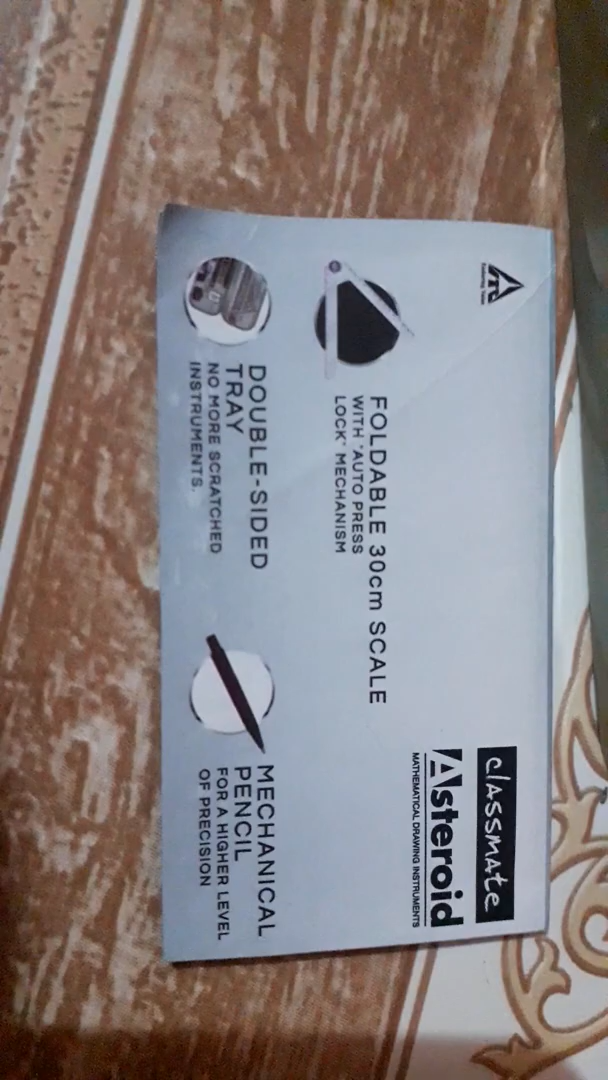 ITC
classmate
Asteroid
MATHEMATICAL DRAWING INSTRUMENTS
FOLDABLE 30cm SCALE
WITH "AUTO PRESS
LOCK" MECHANISM
DOUBLE-SIDED
TRAY
NO MORE SCRATCHED
INSTRUMENTS.
MECHANICAL
PENCIL
FOR A HIGHER LEVEL
OF PRECISION